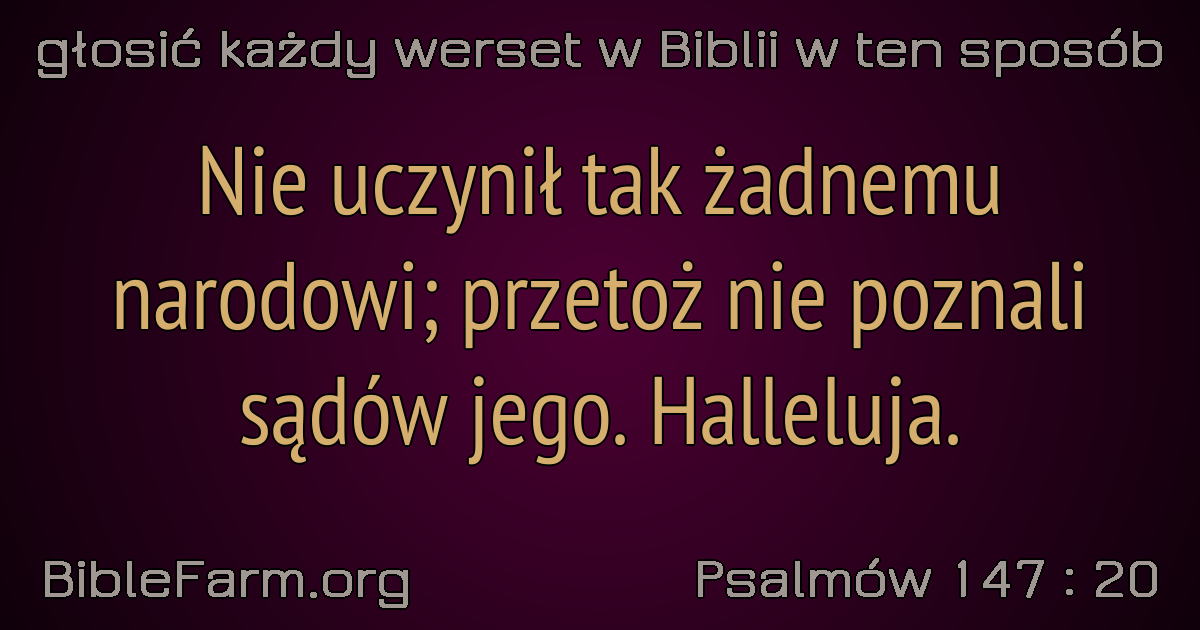 głosić każdy werset w Biblii w ten sposób
Nie uczynił tak żadnemu
narodowi; przetoż nie poznali
sądów jego. Halleluja.
BibleFarm.org
Psalmów 147 : 20